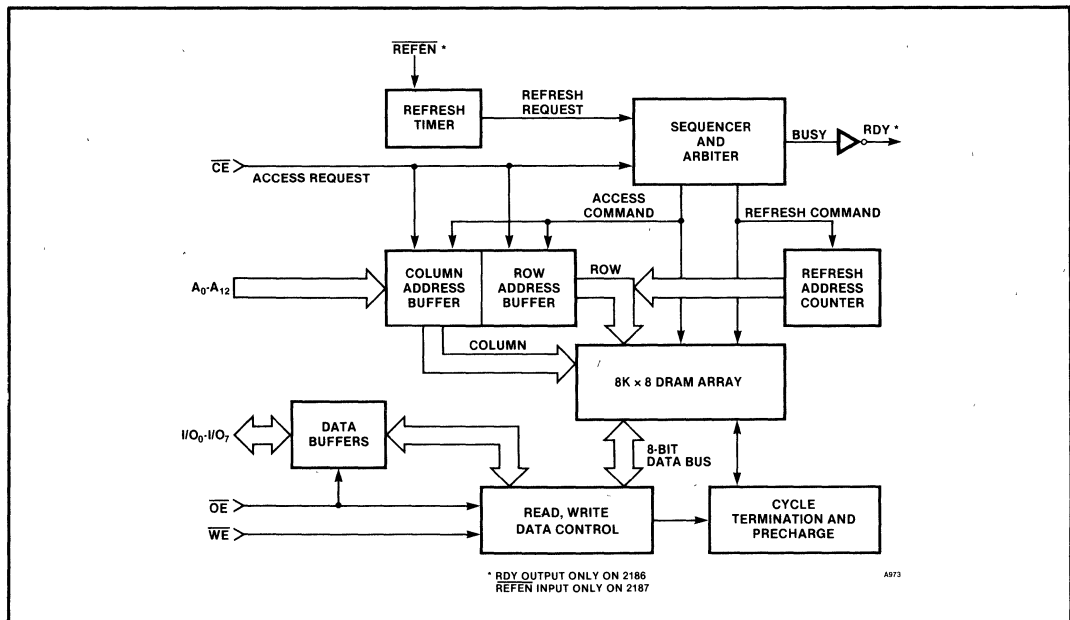 REFEN *
REFRESH
TIMER
REFRESH
REQUEST
SEQUENCER
AND
ARBITER
BUSY
RDY *
CE
ACCESS REQUEST
ACCESS
COMMAND
REFRESH COMMAND
A0-A12
COLUMN
ADDRESS
BUFFER
ROW
ADDRESS
BUFFER
ROW
REFRESH
ADDRESS
COUNTER
COLUMN
8K × 8 DRAM ARRAY
I/O0-I/O7
DATA
BUFFERS
8-BIT
DATA BUS
OE
WE
READ, WRITE
DATA CONTROL
CYCLE
TERMINATION AND
PRECHARGE
* RDY OUTPUT ONLY ON 2186
REFEN INPUT ONLY ON 2187
A973